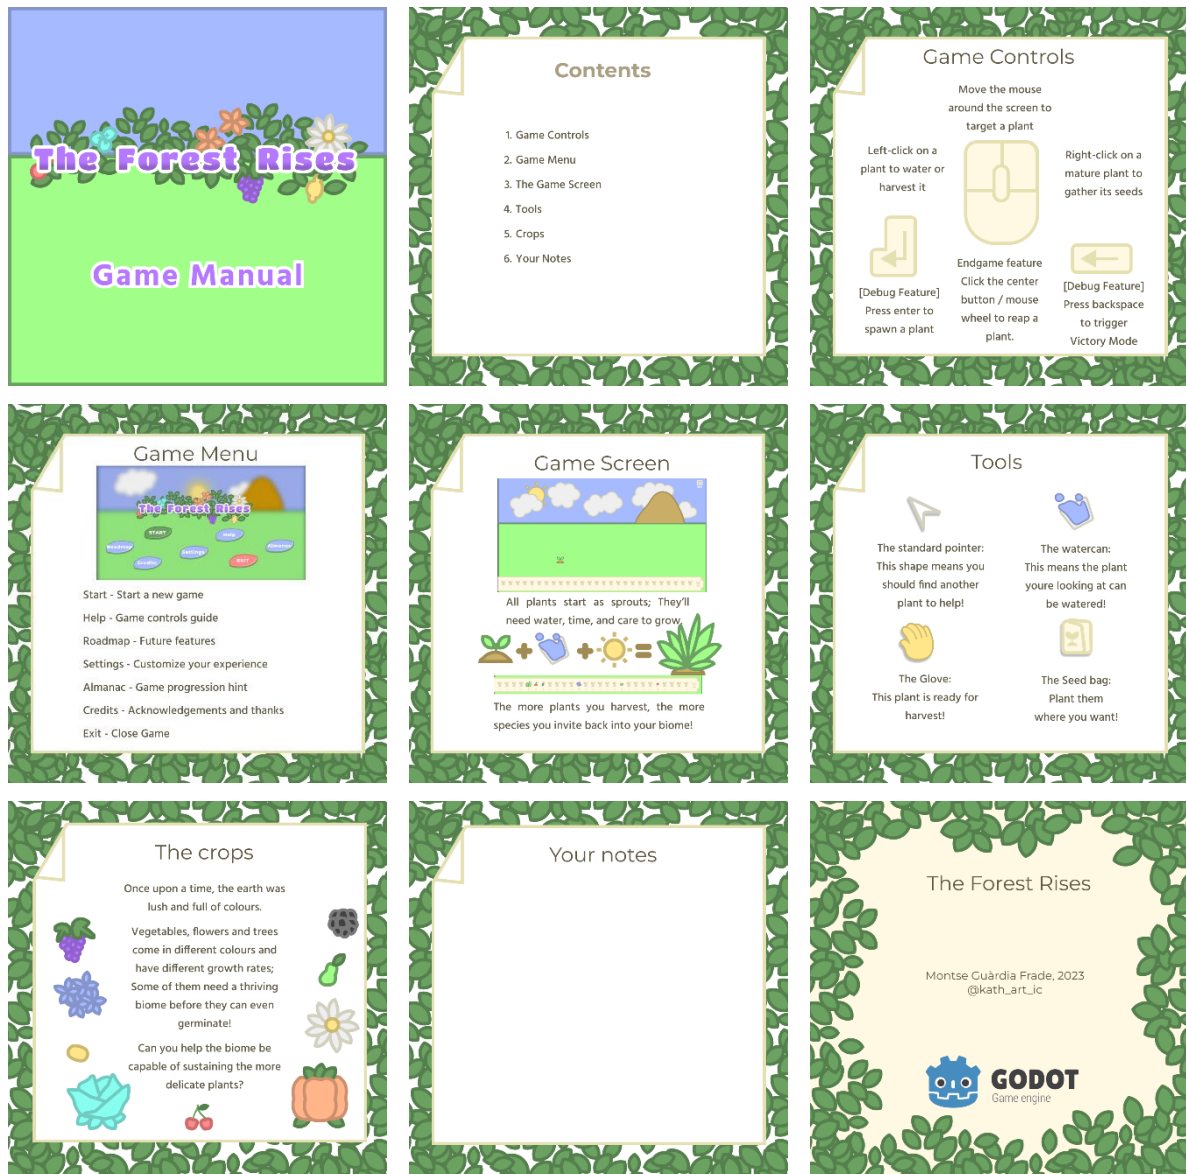 The Forest Rises
Game Manual
Contents
1. Game Controls
2. Game Menu
3. The Game Screen
4. Tools
5. Crops
6. Your Notes
Game Controls
Move the mouse
around the screen to
target a plant
Left-click on a
plant to water or
harvest it
Right-click on a
mature plant to
gather its seeds
[Debug Feature]
Press enter to
spawn a plant
Endgame feature
Click the center
button / mouse
wheel to reap a
plant.
[Debug Feature]
Press backspace
to trigger
Victory Mode
Game Menu
The Forest Rises
START
Help
Roadmap
Settings
Almanac
Credits
EXIT
Start - Start a new game
Help - Game controls guide
Roadmap - Future features
Settings - Customize your experience
Almanac - Game progression hint
Credits - Acknowledgements and thanks
Exit - Close Game
Game Screen
All plants start as sprouts; They'll
need water, time, and care to grow.
The more plants you harvest, the more
species you invite back into your biome!
Tools
The standard pointer:
This shape means you
should find another
plant to help!
The watercan:
This means the plant
youre looking at can
be watered!
The Glove:
This plant is ready for
harvest!
The Seed bag:
Plant them
where you want!
The crops
Once upon a time, the earth was
lush and full of colours.
Vegetables, flowers and trees
come in different colours and
have different growth rates;
Some of them need a thriving
biome before they can even
germinate!
Can you help the biome be
capable of sustaining the more
delicate plants?
Your notes
The Forest Rises
Montse Guàrdia Frade, 2023
@kath_art_ic
GODOT
Game engine